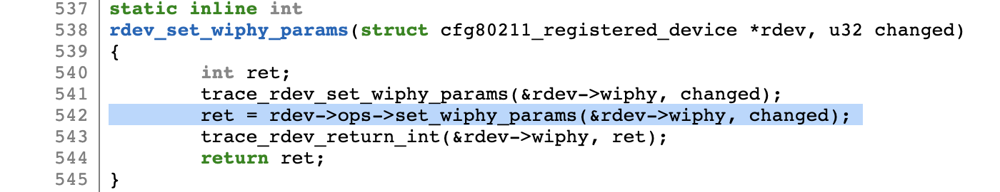 537 static inline int
538 rdev_set_wiphy_params(struct cfg80211_registered_device *rdev, u32 changed)
539 {
540         int ret;
541         trace_rdev_set_wiphy_params(&rdev->wiphy, changed);
542         ret = rdev->ops->set_wiphy_params(&rdev->wiphy, changed);
543         trace_rdev_return_int(&rdev->wiphy, ret);
544         return ret;
545 }